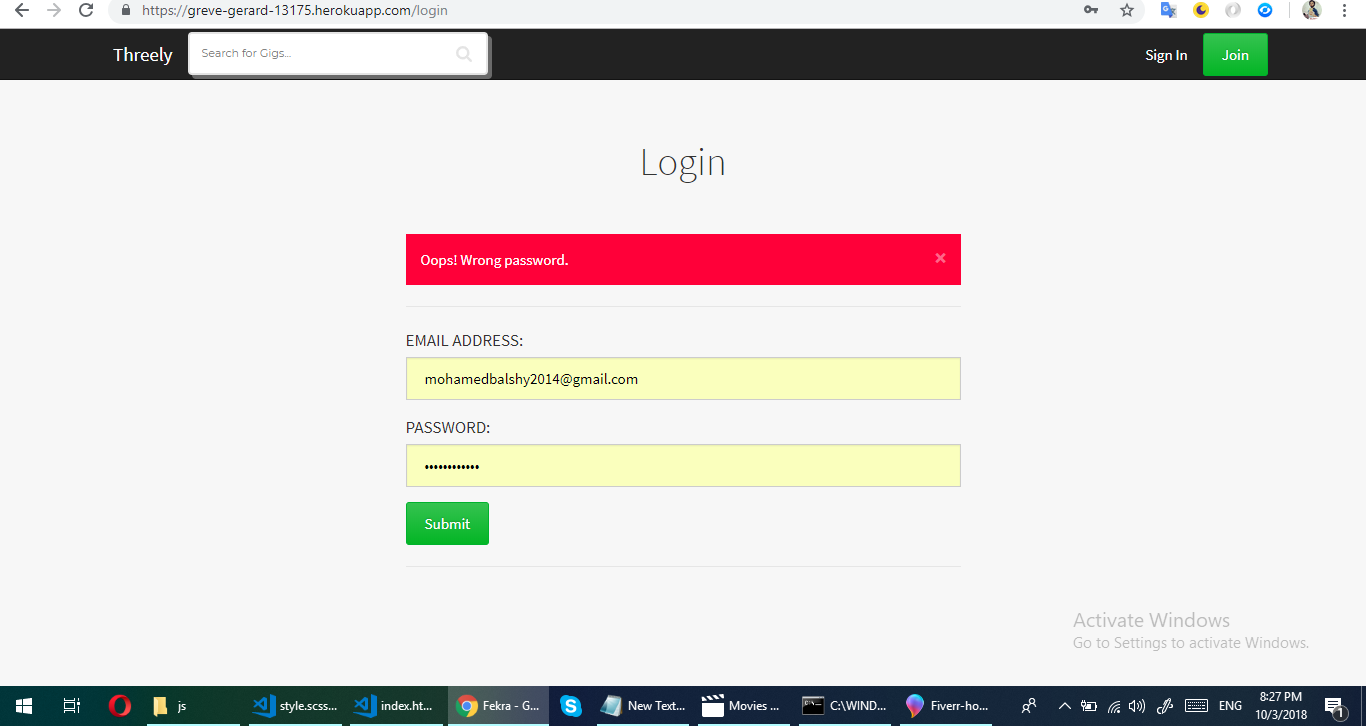 https://greve-gerard-13175.herokuapp.com/login
Threely
Search for Gigs...
Sign In
Join
Login
Oops! Wrong password.
×
EMAIL ADDRESS:
mohamedbalshy2014@gmail.com
PASSWORD:
••••••••••••
Submit
Activate Windows
Go to Settings to activate Windows.
js
style.scss...
index.ht...
Fekra - G...
New Text...
Movies ...
C:\WIND...
Fiverr-ho...
ENG
8:27 PM
10/3/2018
1